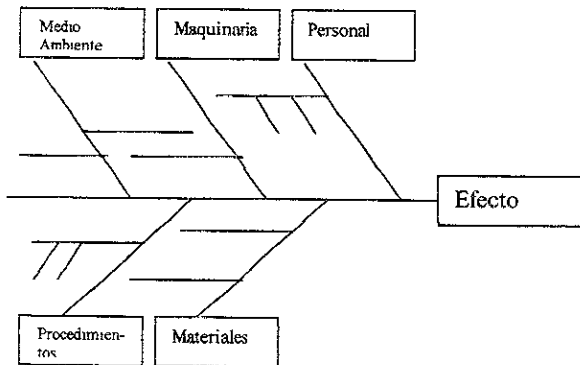 Medio
Ambiente
Maquinaria
Personal
Efecto
Procedimien-
tos
Materiales